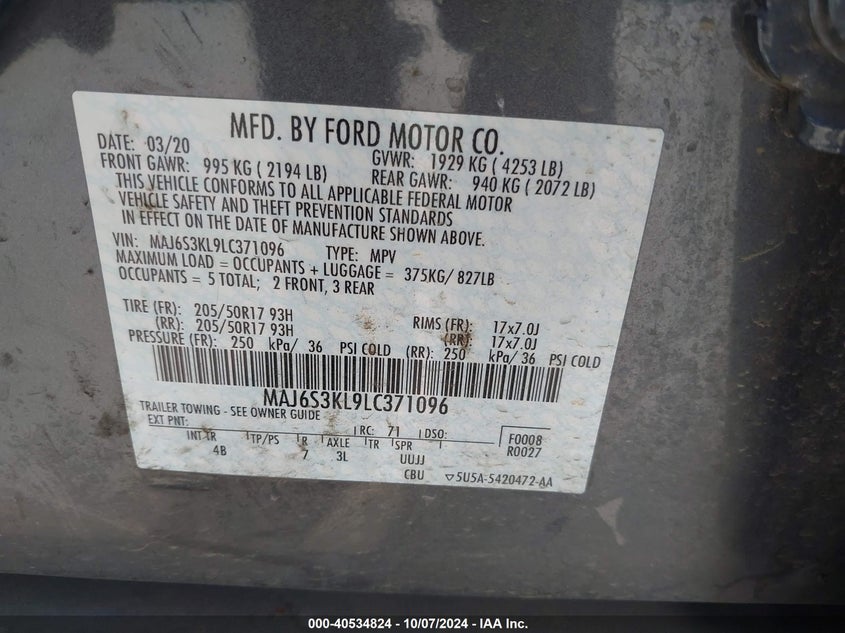 MFD. BY FORD MOTOR CO.
DATE: 03/20 GVWR: 1929 KG ( 4253 LB)
FRONT GAWR: 995 KG ( 2194 LB) REAR GAWR: 940 KG ( 2072 LB)
THIS VEHICLE CONFORMS TO ALL APPLICABLE FEDERAL MOTOR
VEHICLE SAFETY AND THEFT PREVENTION STANDARDS
IN EFFECT ON THE DATE OF MANUFACTURE SHOWN ABOVE.
VIN: MAJ6S3KL9LC371096 TYPE: MPV
MAXIMUM LOAD = OCCUPANTS + LUGGAGE = 375KG/ 827LB
OCCUPANTS = 5 TOTAL; 2 FRONT, 3 REAR
TIRE (FR): 205/50R17 93H RIMS (FR): 17x7.0J
(RR): 205/50R17 93H (RR): 17x7.0J
PRESSURE (FR): 250 kPa/ 36 PSI COLD (RR): 250 kPa/ 36 PSI COLD
MAJ6S3KL9LC371096
TRAILER TOWING - SEE OWNER GUIDE
EXT PNT: RC: 71 DSO: F0008
INT TR TP/PS R AXLE TR SPR R0027
4B 7 3L UUJJ
CBU ▽5U5A-5420472-AA
000-40534824 - 10/07/2024 - IAA Inc.